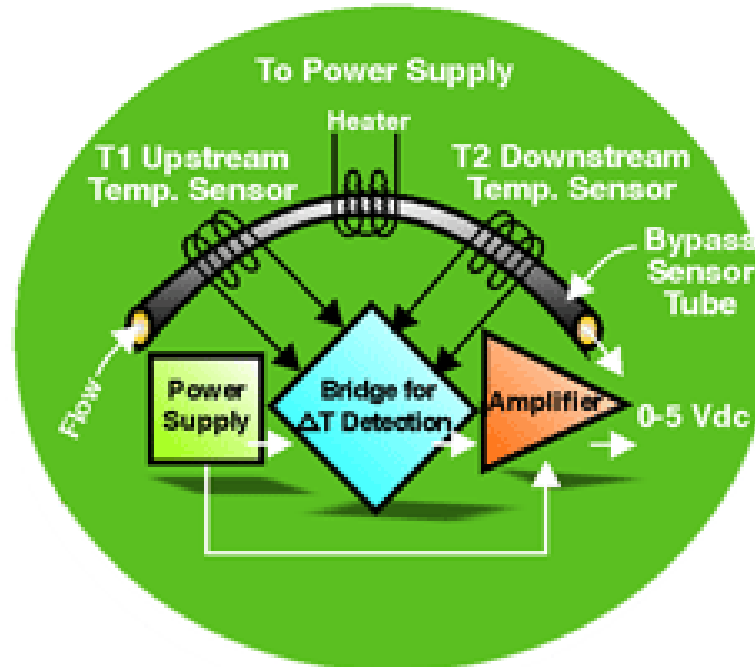 To Power Supply
Heater
T1 Upstream
Temp. Sensor
T2 Downstream
Temp. Sensor
Bypass
Sensor
Tube
Flow
Power
Supply
Bridge for
ΔT Detection
Amplifier
0-5 Vdc